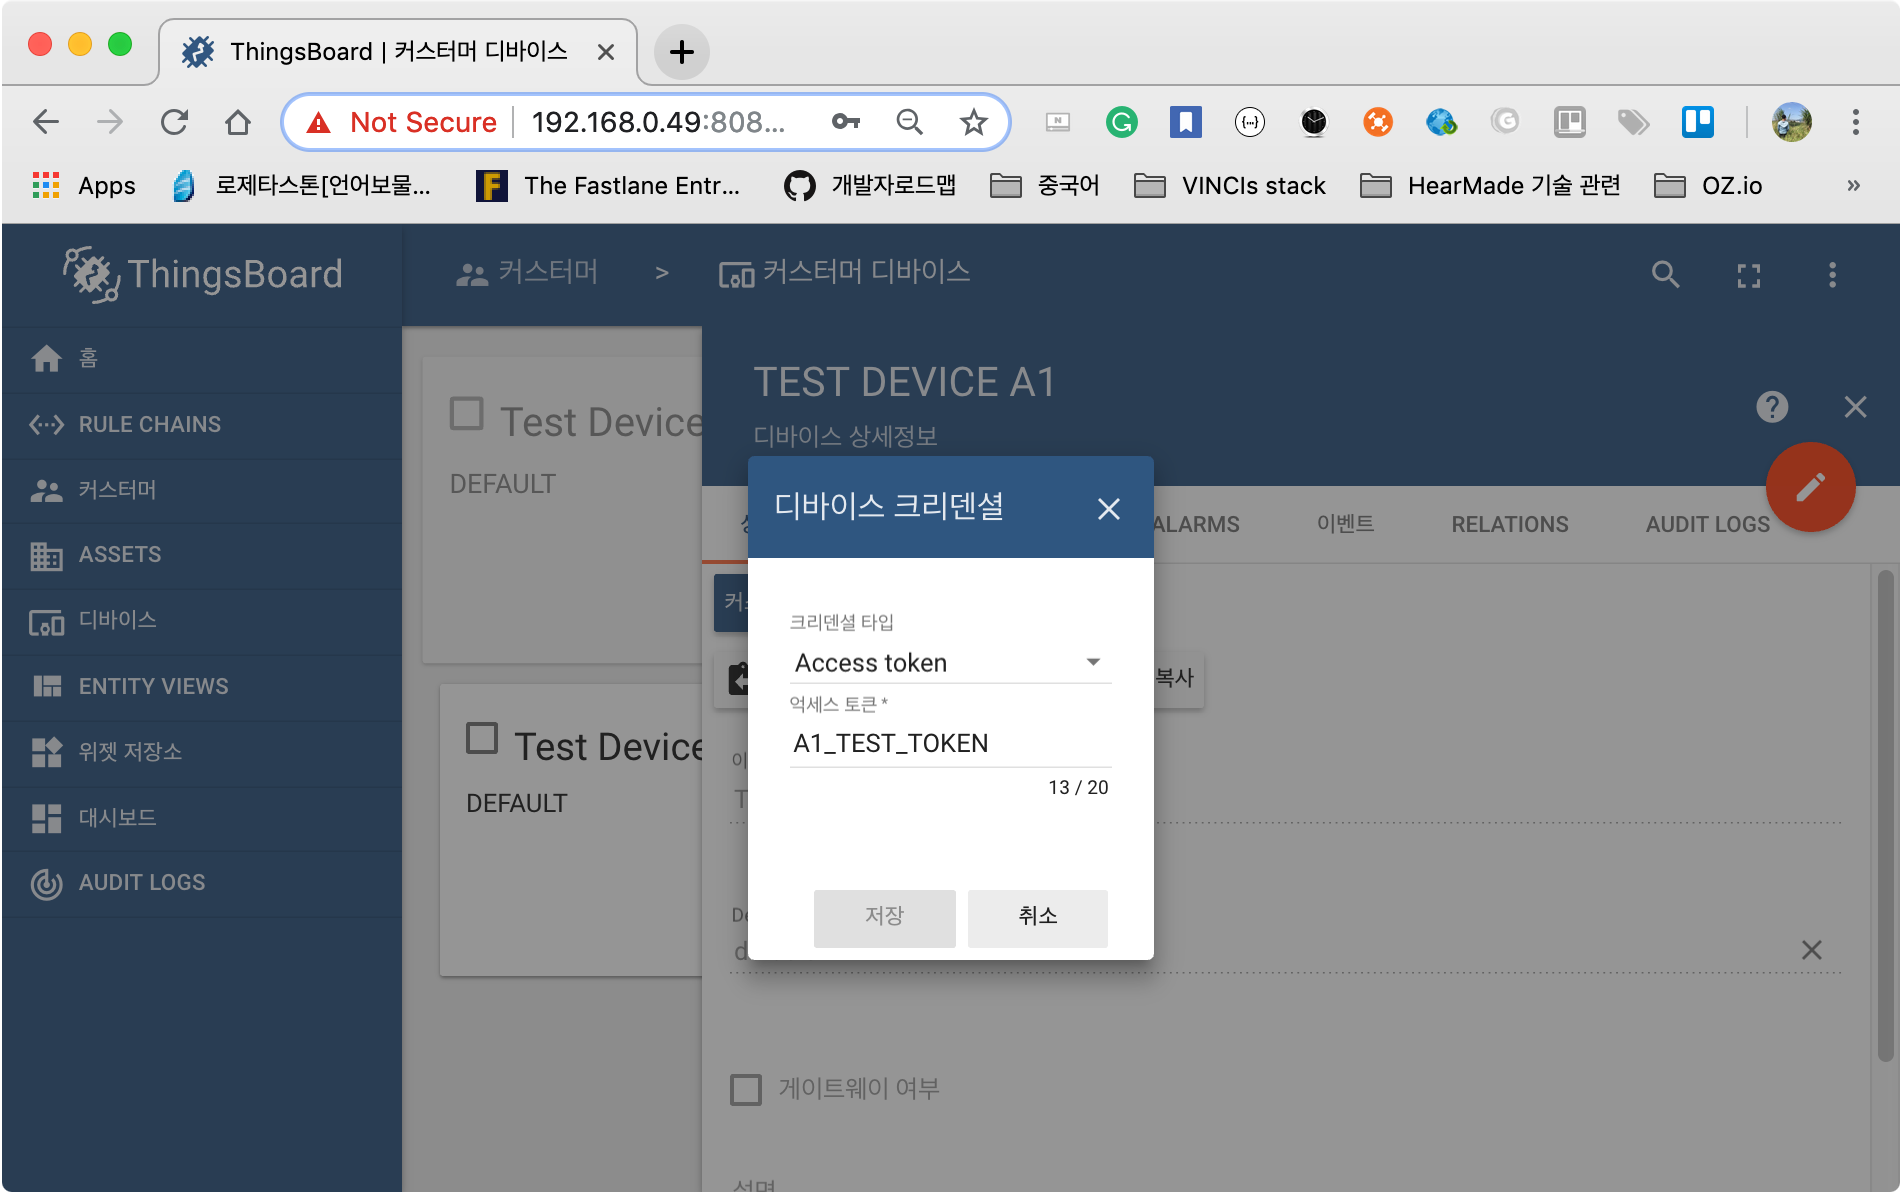 ThingsBoard | 커스터머 디바이스
Not Secure
192.168.0.49:808...
Apps
로제타스톤[언어보물...
The Fastlane Entr...
개발자로드맵
중국어
VINCIs stack
HearMade 기술 관련
OZ.io
»
ThingsBoard
커스터머
>
커스터머 디바이스
홈
RULE CHAINS
커스터머
ASSETS
디바이스
ENTITY VIEWS
위젯 저장소
대시보드
AUDIT LOGS
Test Device
DEFAULT
Test Device
DEFAULT
TEST DEVICE A1
디바이스 상세정보
ALARMS
이벤트
RELATIONS
AUDIT LOGS
복사
디바이스 크리덴셜
크리덴셜 타입
Access token
억세스 토큰 *
A1_TEST_TOKEN
13 / 20
저장
취소
게이트웨이 여부